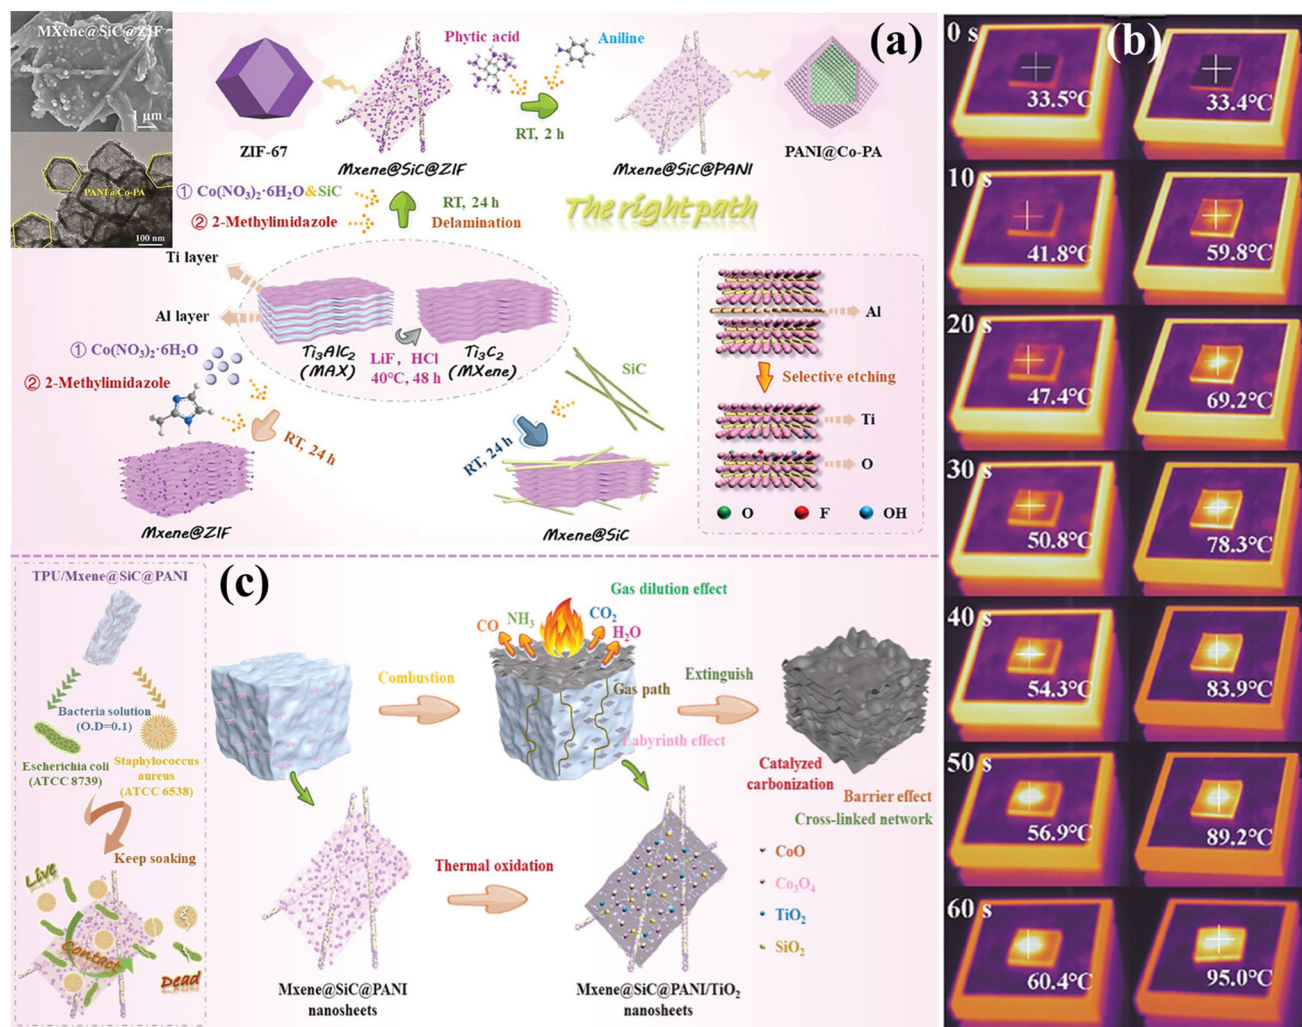 (a)
MXene@SiC@ZIF
1 μm
PANI@Co-PA
100 nm
ZIF-67
Mxene@SiC@ZIF
Phytic acid
Aniline
RT, 2 h
Mxene@SiC@PANI
PANI@Co-PA
① Co(NO₃)₂·6H₂O&SiC
② 2-Methylimidazole
RT, 24 h
Delamination
The right path
Ti layer
Al layer
Ti₃AlC₂
(MAX)
LiF, HCl
40°C, 48 h
Ti₃C₂
(MXene)
① Co(NO₃)₂·6H₂O
② 2-Methylimidazole
RT, 24 h
Mxene@ZIF
SiC
RT, 24 h
Mxene@SiC
Al
Selective etching
Ti
O
O
F
OH
(b)
0 s
33.5°C
33.4°C
10 s
41.8°C
59.8°C
20 s
47.4°C
69.2°C
30 s
50.8°C
78.3°C
40 s
54.3°C
83.9°C
50 s
56.9°C
89.2°C
60 s
60.4°C
95.0°C
(c)
TPU/Mxene@SiC@PANI
Bacteria solution
(O.D=0.1)
Escherichia coli
(ATCC 8739)
Staphylococcus
aureus
(ATCC 6538)
Keep soaking
Live
Contact
Dead
Combustion
CO
NH₃
CO₂
H₂O
Gas dilution effect
Gas path
Labyrinth effect
Extinguish
Catalyzed
carbonization
Barrier effect
Cross-linked network
Thermal oxidation
CoO
Co₃O₄
TiO₂
SiO₂
Mxene@SiC@PANI
nanosheets
Mxene@SiC@PANI/TiO₂
nanosheets